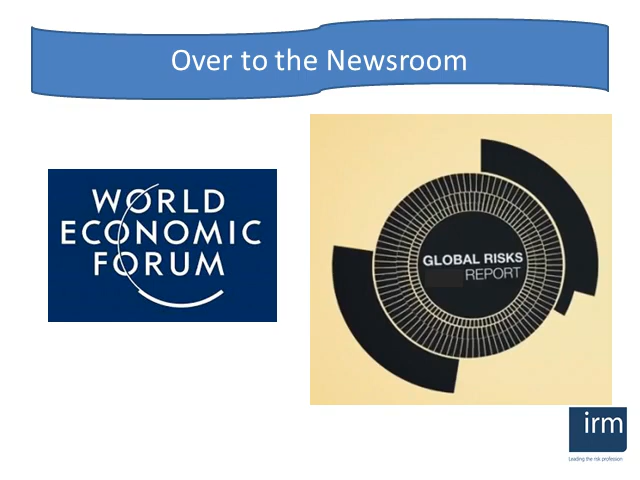 Over to the Newsroom
WORLD
ECONOMIC
FORUM
GLOBAL RISKS
REPORT
irm
Leading the risk profession